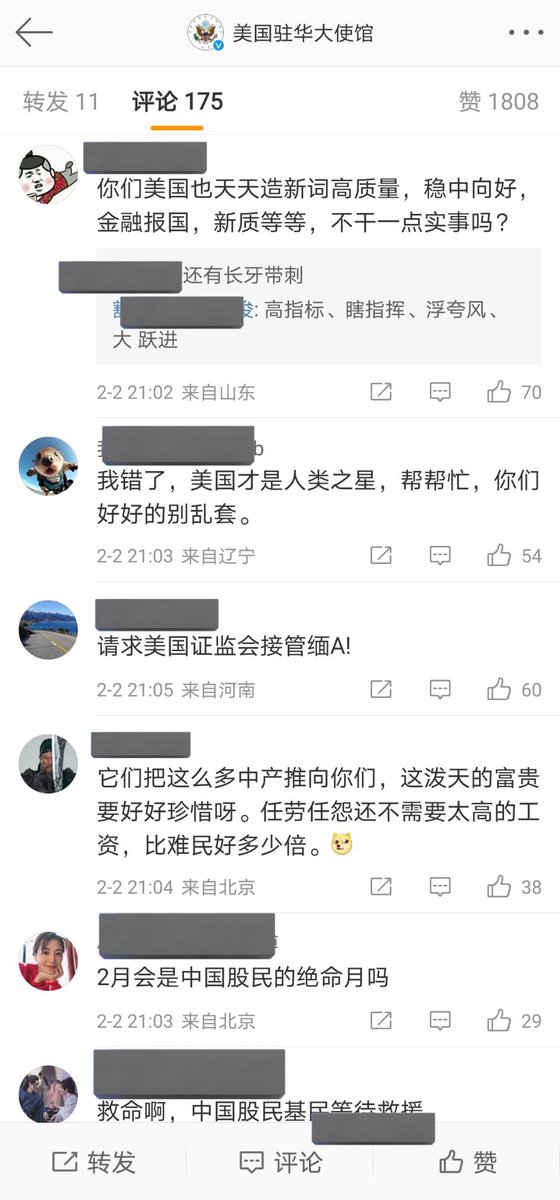 美国驻华大使馆
转发 11 评论 175 赞 1808
你们美国也天天造新词高质量，稳中向好，
金融报国，新质等等，不干一点实事吗？
还有长牙带刺
: 高指标、瞎指挥、浮夸风、
大 跃进
2-2 21:02 来自山东 70
b
我错了，美国才是人类之星，帮帮忙，你们
好好的别乱套。
2-2 21:03 来自辽宁 54
请求美国证监会接管缅A!
2-2 21:05 来自河南 60
它们把这么多中产推向你们，这泼天的富贵
要好好珍惜呀。任劳任怨还不需要太高的工
资，比难民好多少倍。
2-2 21:04 来自北京 38
2月会是中国股民的绝命月吗
2-2 21:03 来自北京 29
救命啊，中国股民基民等待救援
转发 评论 赞